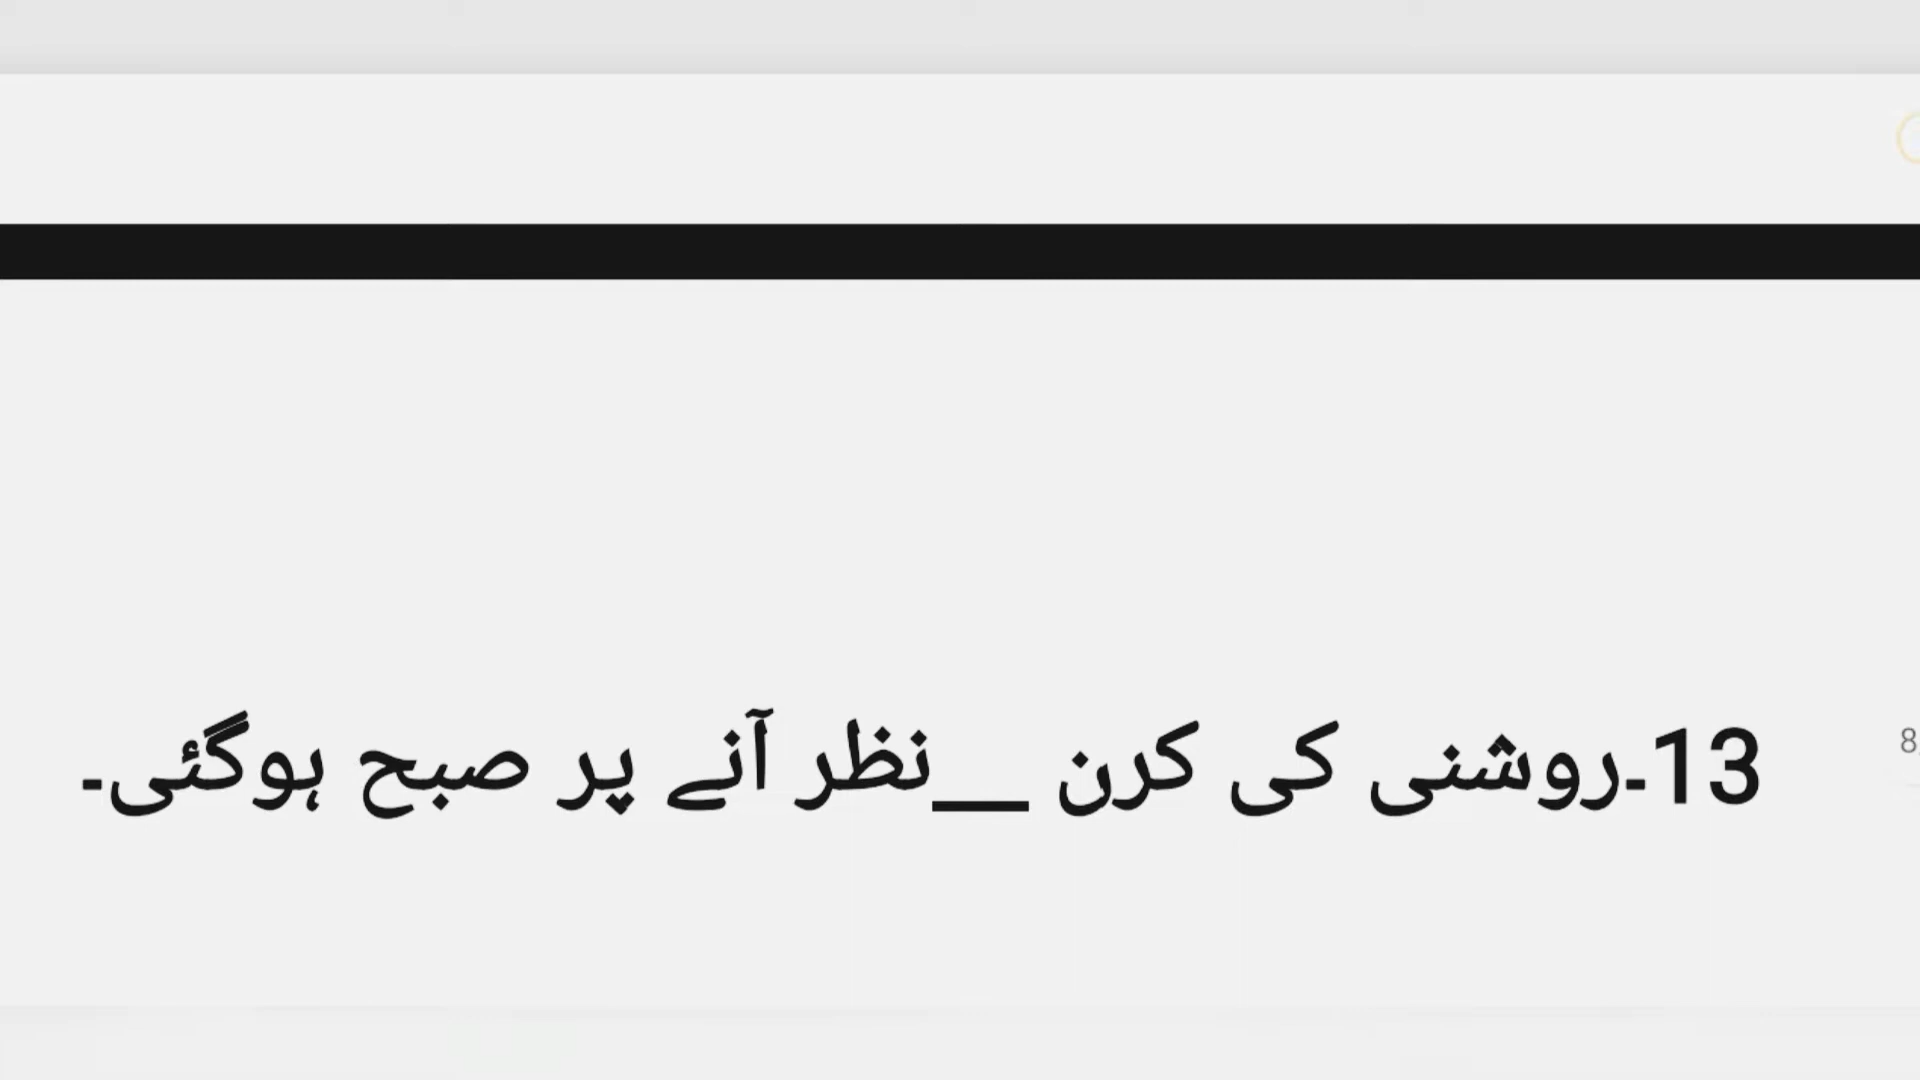 13۔روشنی کی کرن __نظر آنے پر صبح ہوگئی۔